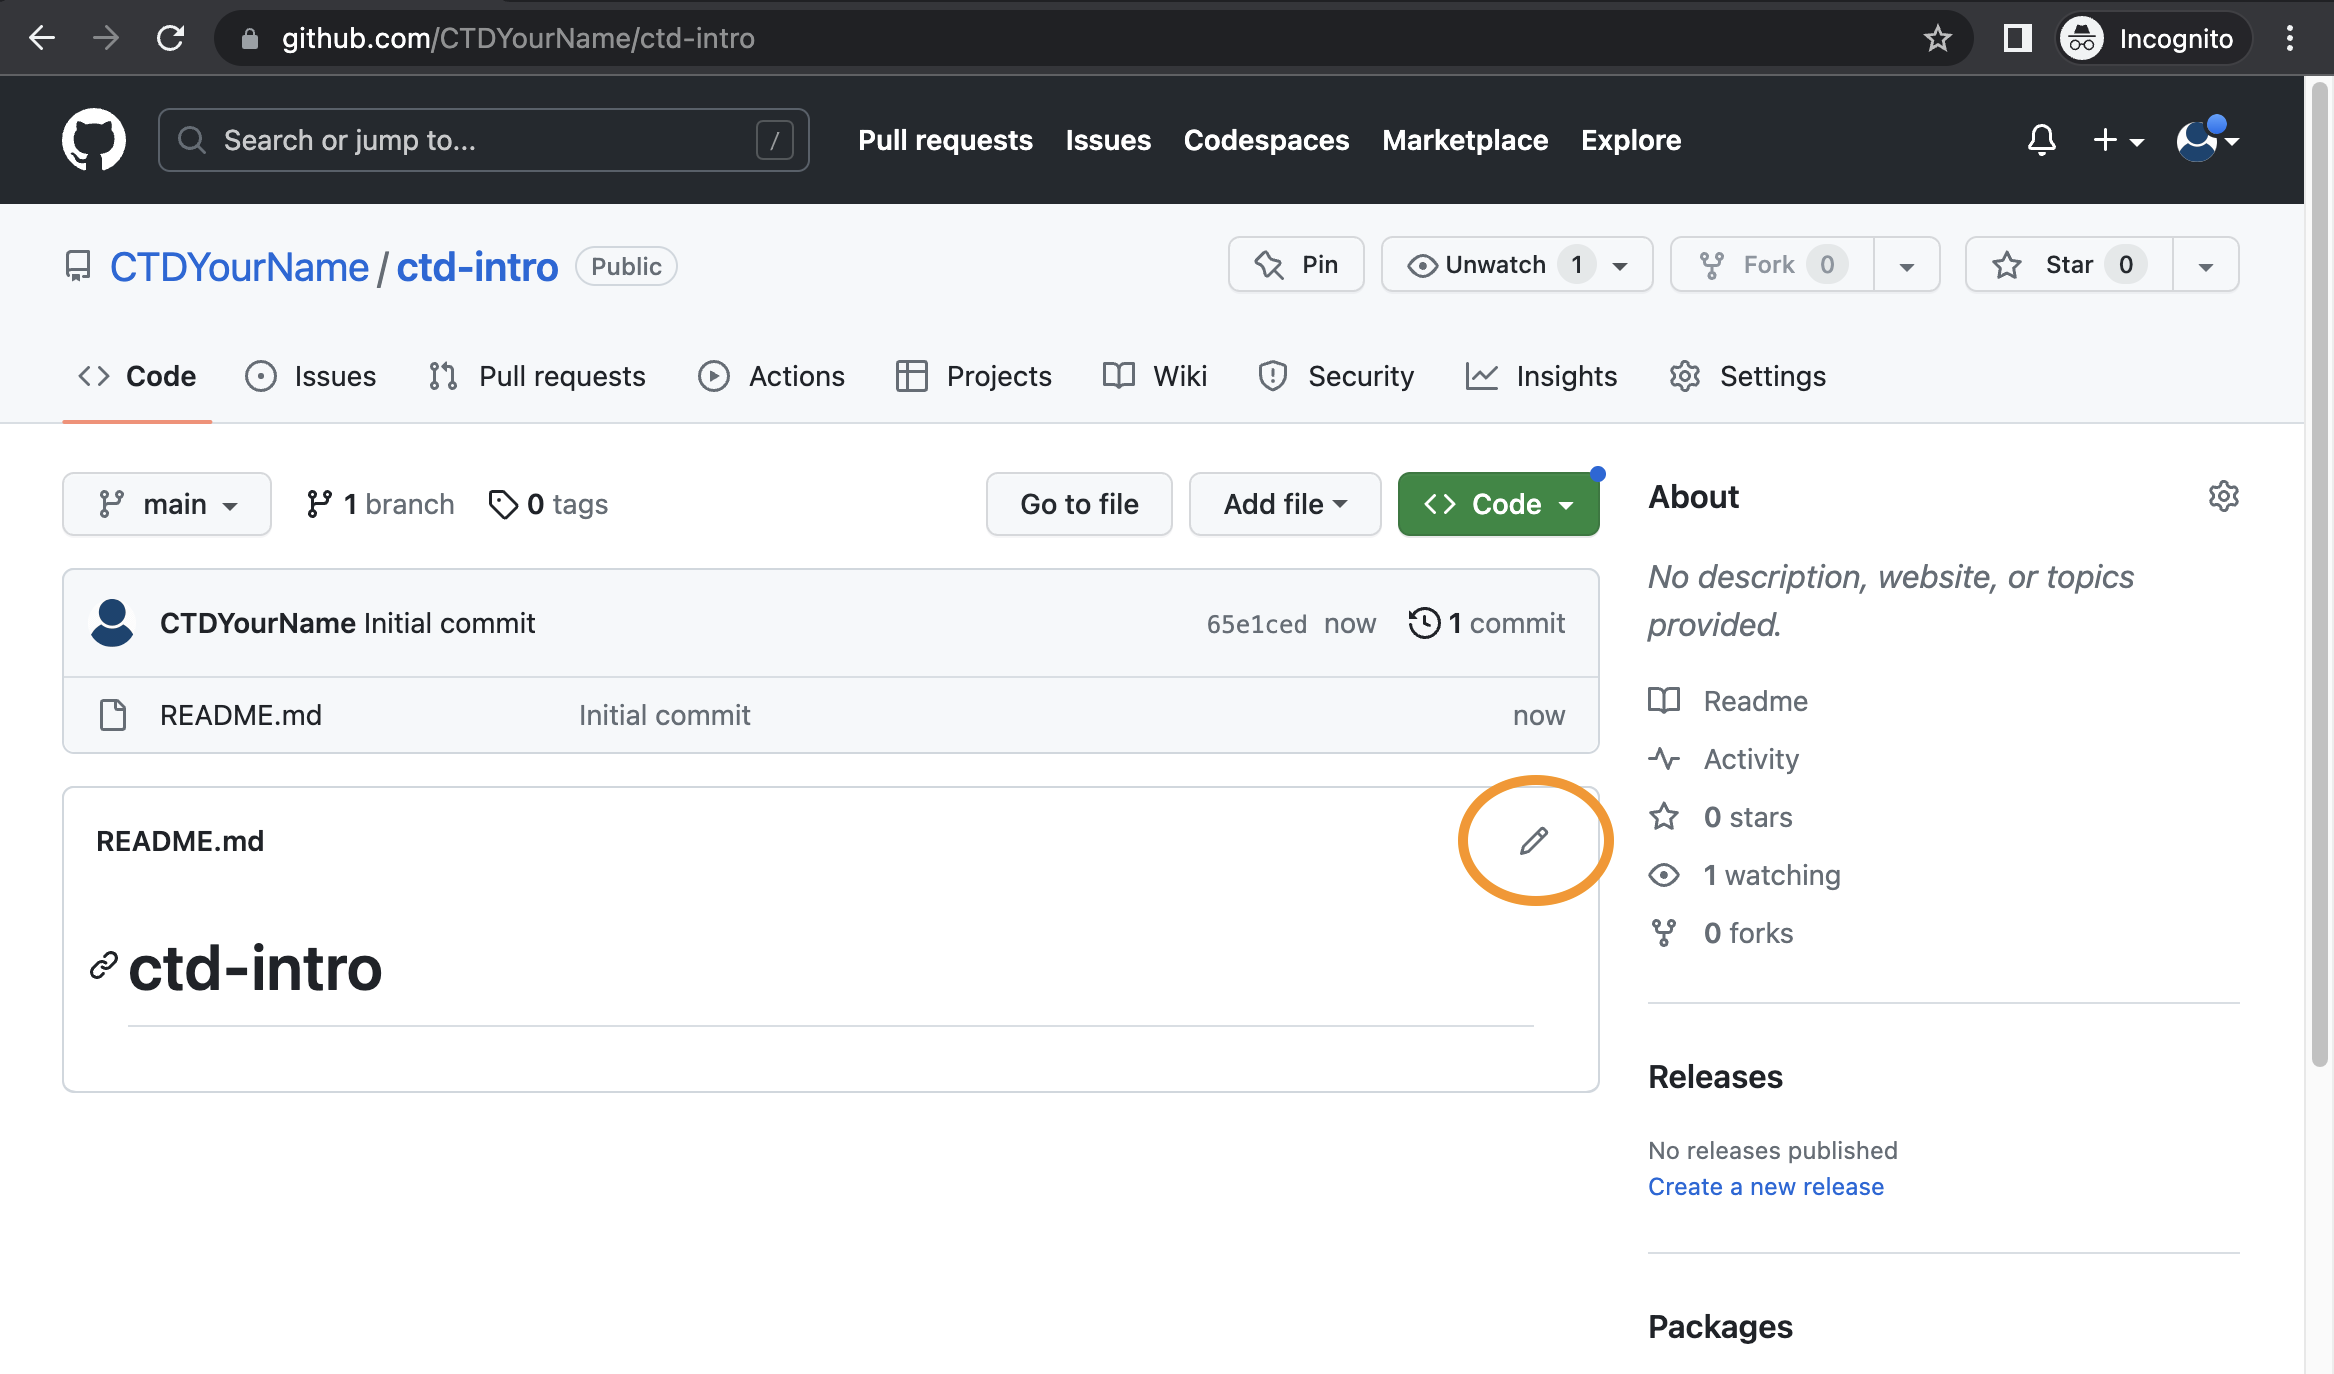 github.com/CTDYourName/ctd-intro Incognito
Search or jump to... / Pull requests Issues Codespaces Marketplace Explore
CTDYourName / ctd-intro Public Pin Unwatch 1 Fork 0 Star 0
Code Issues Pull requests Actions Projects Wiki Security Insights Settings
main 1 branch 0 tags Go to file Add file Code
CTDYourName Initial commit 65e1ced now 1 commit
README.md Initial commit now
README.md
ctd-intro
About
No description, website, or topics
provided.
Readme
Activity
0 stars
1 watching
0 forks
Releases
No releases published
Create a new release
Packages